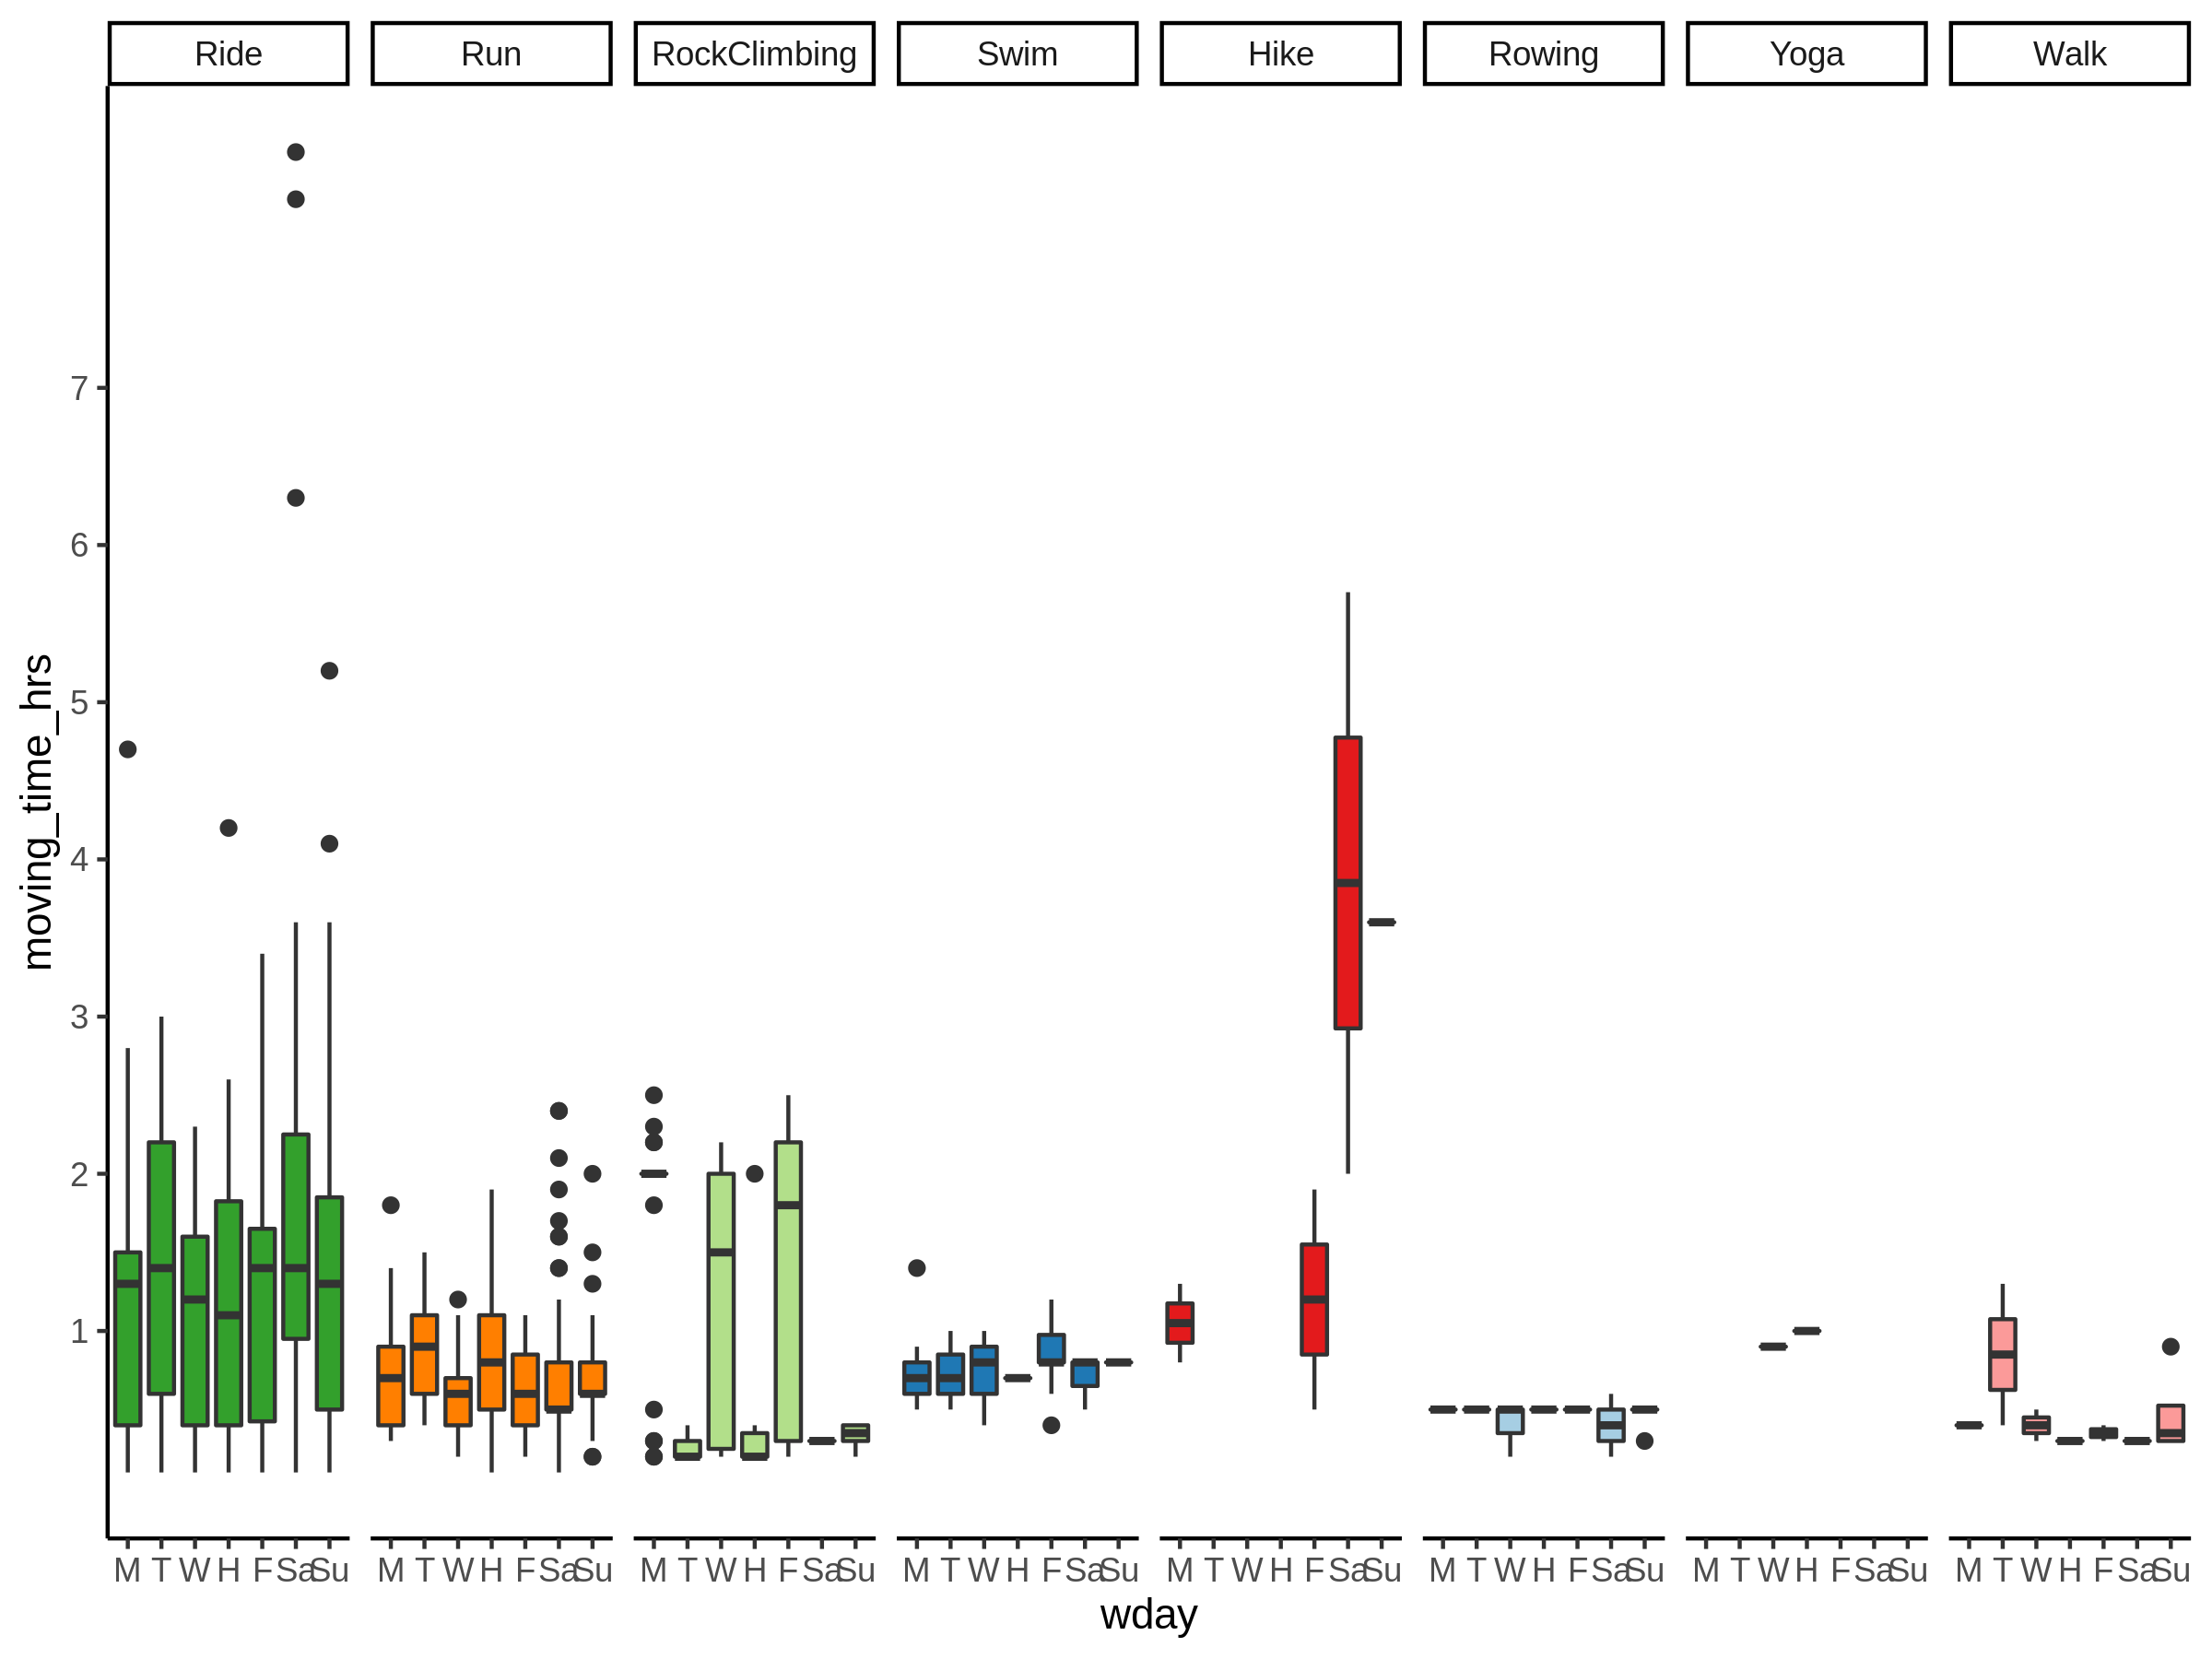 Ride Run RockClimbing Swim Hike Rowing Yoga Walk
7
6
5
4
3
2
1
moving_time_hrs
M T W H F Sa Su M T W H F Sa Su M T W H F Sa Su M T W H F Sa Su M T W H F Sa Su M T W H F Sa Su M T W H F Sa Su M T W H F Sa Su
wday